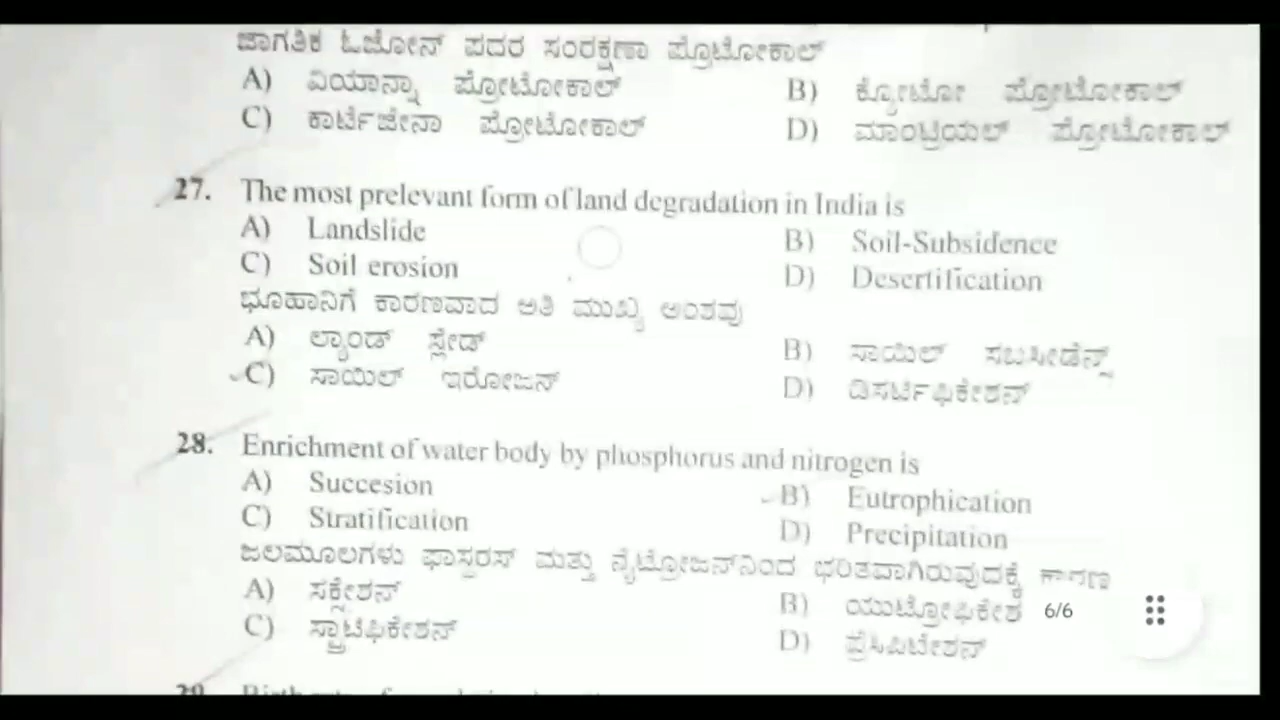 ಜಾಗತಿಕ ಓಜೋನ್ ಪದರ ಸಂರಕ್ಷಣಾ ಪ್ರೊಟೋಕಾಲ್
A) ವಿಯಾನ್ನಾ ಪ್ರೋಟೋಕಾಲ್ B) ಕ್ಯೋಟೋ ಪ್ರೋಟೋಕಾಲ್
C) ಕಾರ್ಟೆಜೇನಾ ಪ್ರೋಟೋಕಾಲ್ D) ಮಾಂಟ್ರಿಯಲ್ ಪ್ರೋಟೋಕಾಲ್
27. The most prelevant form of land degradation in India is
A) Landslide B) Soil-Subsidence
C) Soil erosion D) Desertification
ಭೂಹಾನಿಗೆ ಕಾರಣವಾದ ಅತಿ ಮುಖ್ಯ ಅಂಶವು
A) ಲ್ಯಾಂಡ್ ಸ್ಲೇಡ್ B) ಸಾಯಿಲ್ ಸಬಸೀಡೆನ್ಸ್
C) ಸಾಯಿಲ್ ಇರೋಜನ್ D) ಡಿಸರ್ಟಿಫಿಕೇಶನ್
28. Enrichment of water body by phosphorus and nitrogen is
A) Succesion B) Eutrophication
C) Stratification D) Precipitation
ಜಲಮೂಲಗಳು ಫಾಸ್ಪರಸ್ ಮತ್ತು ನೈಟ್ರೋಜನ್‌ನಿಂದ ಭರಿತವಾಗಿರುವುದಕ್ಕೆ ಕಾರಣ
A) ಸಕ್ಸೇಶನ್ B) ಯುಟ್ರೋಫಿಕೇಶ 6/6
C) ಸ್ಟ್ರಾಟಿಫಿಕೇಶನ್ D) ಪ್ರೆಸಿಪಿಟೇಶನ್